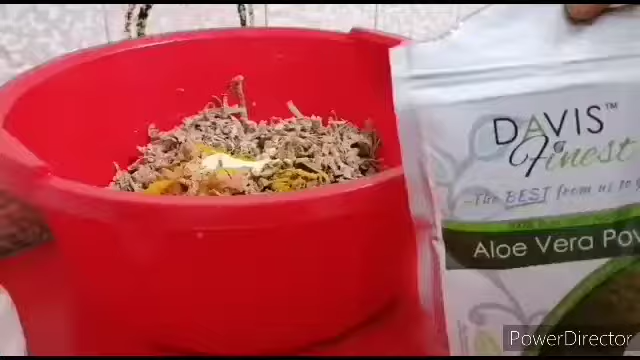 DAVIS™
Finest
The BEST from us to
Aloe Vera Pow
PowerDirector